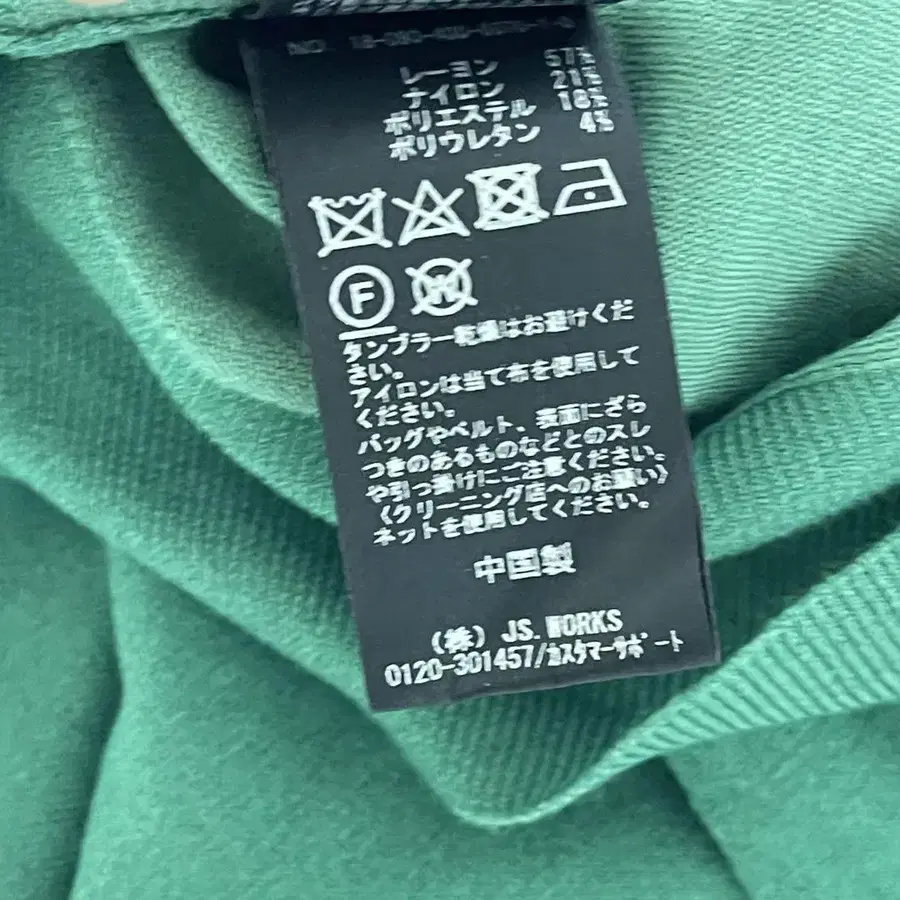 レーヨン 57%
ナイロン 21%
ポリエステル 18%
ポリウレタン 4%
F W
タンブラー乾燥はお避けくだ
さい。
アイロンは当て布を使用して
ください。
バッグやベルト、表面にざら
つきのあるものなどとのスレ
や引っ掛けにご注意ください。
《クリーニング店へのお願い》
ネットを使用してください。
中国製
(株) JS. WORKS
0120-301457/カスタマーサポート